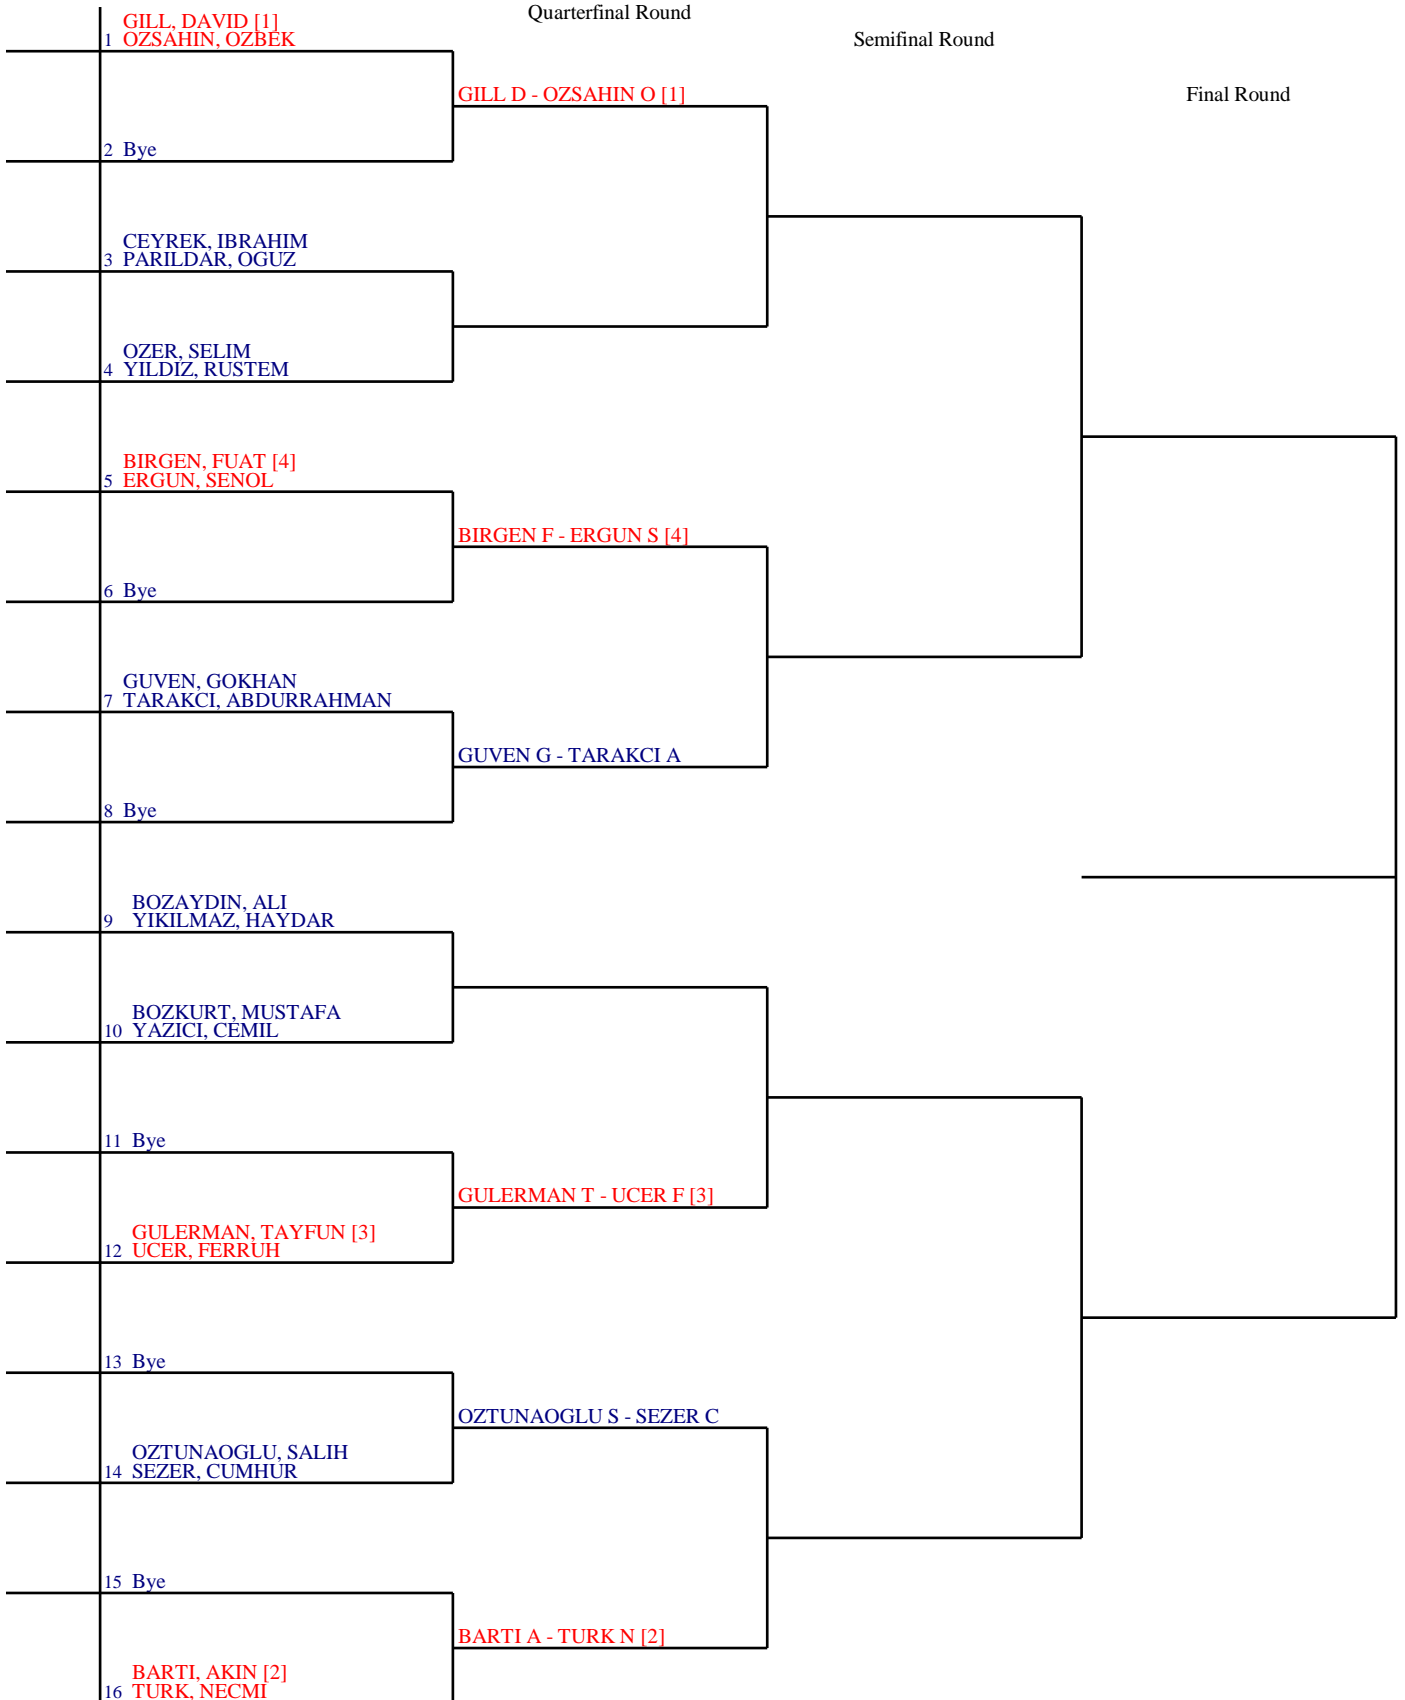 Quarterfinal Round
Semifinal Round
Final Round
GILL, DAVID [1]
1 OZSAHIN, OZBEK
GILL D - OZSAHIN O [1]
2 Bye
CEYREK, IBRAHIM
3 PARILDAR, OGUZ
OZER, SELIM
4 YILDIZ, RUSTEM
BIRGEN, FUAT [4]
5 ERGUN, SENOL
BIRGEN F - ERGUN S [4]
6 Bye
GUVEN, GOKHAN
7 TARAKCI, ABDURRAHMAN
GUVEN G - TARAKCI A
8 Bye
BOZAYDIN, ALI
9 YIKILMAZ, HAYDAR
BOZKURT, MUSTAFA
10 YAZICI, CEMIL
11 Bye
GULERMAN T - UCER F [3]
GULERMAN, TAYFUN [3]
12 UCER, FERRUH
13 Bye
OZTUNAOGLU S - SEZER C
OZTUNAOGLU, SALIH
14 SEZER, CUMHUR
15 Bye
BARTI A - TURK N [2]
BARTI, AKIN [2]
16 TURK, NECMI